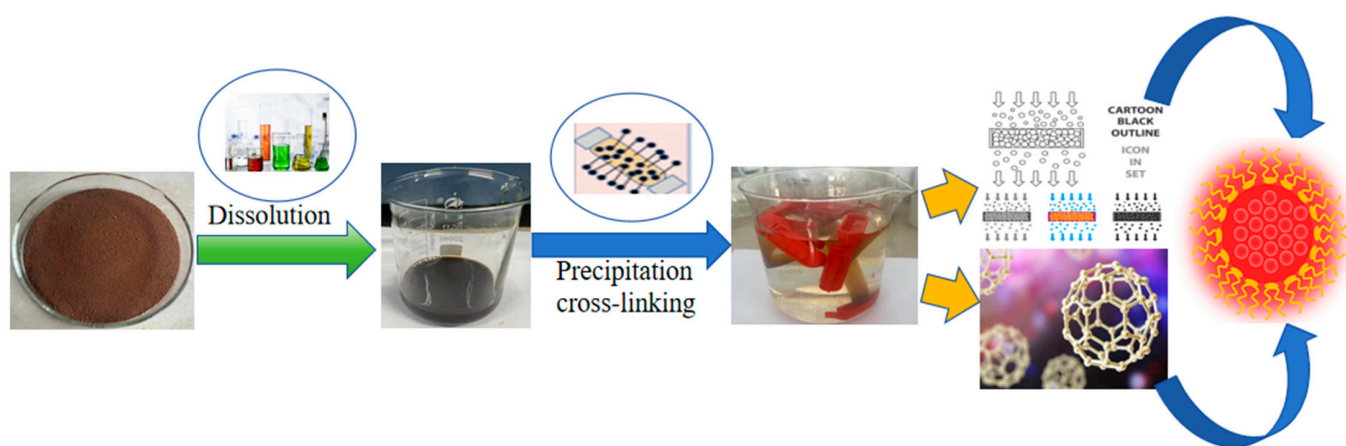 Dissolution
Precipitation
cross-linking
CARTOON
BLACK
OUTLINE
ICON
IN
SET